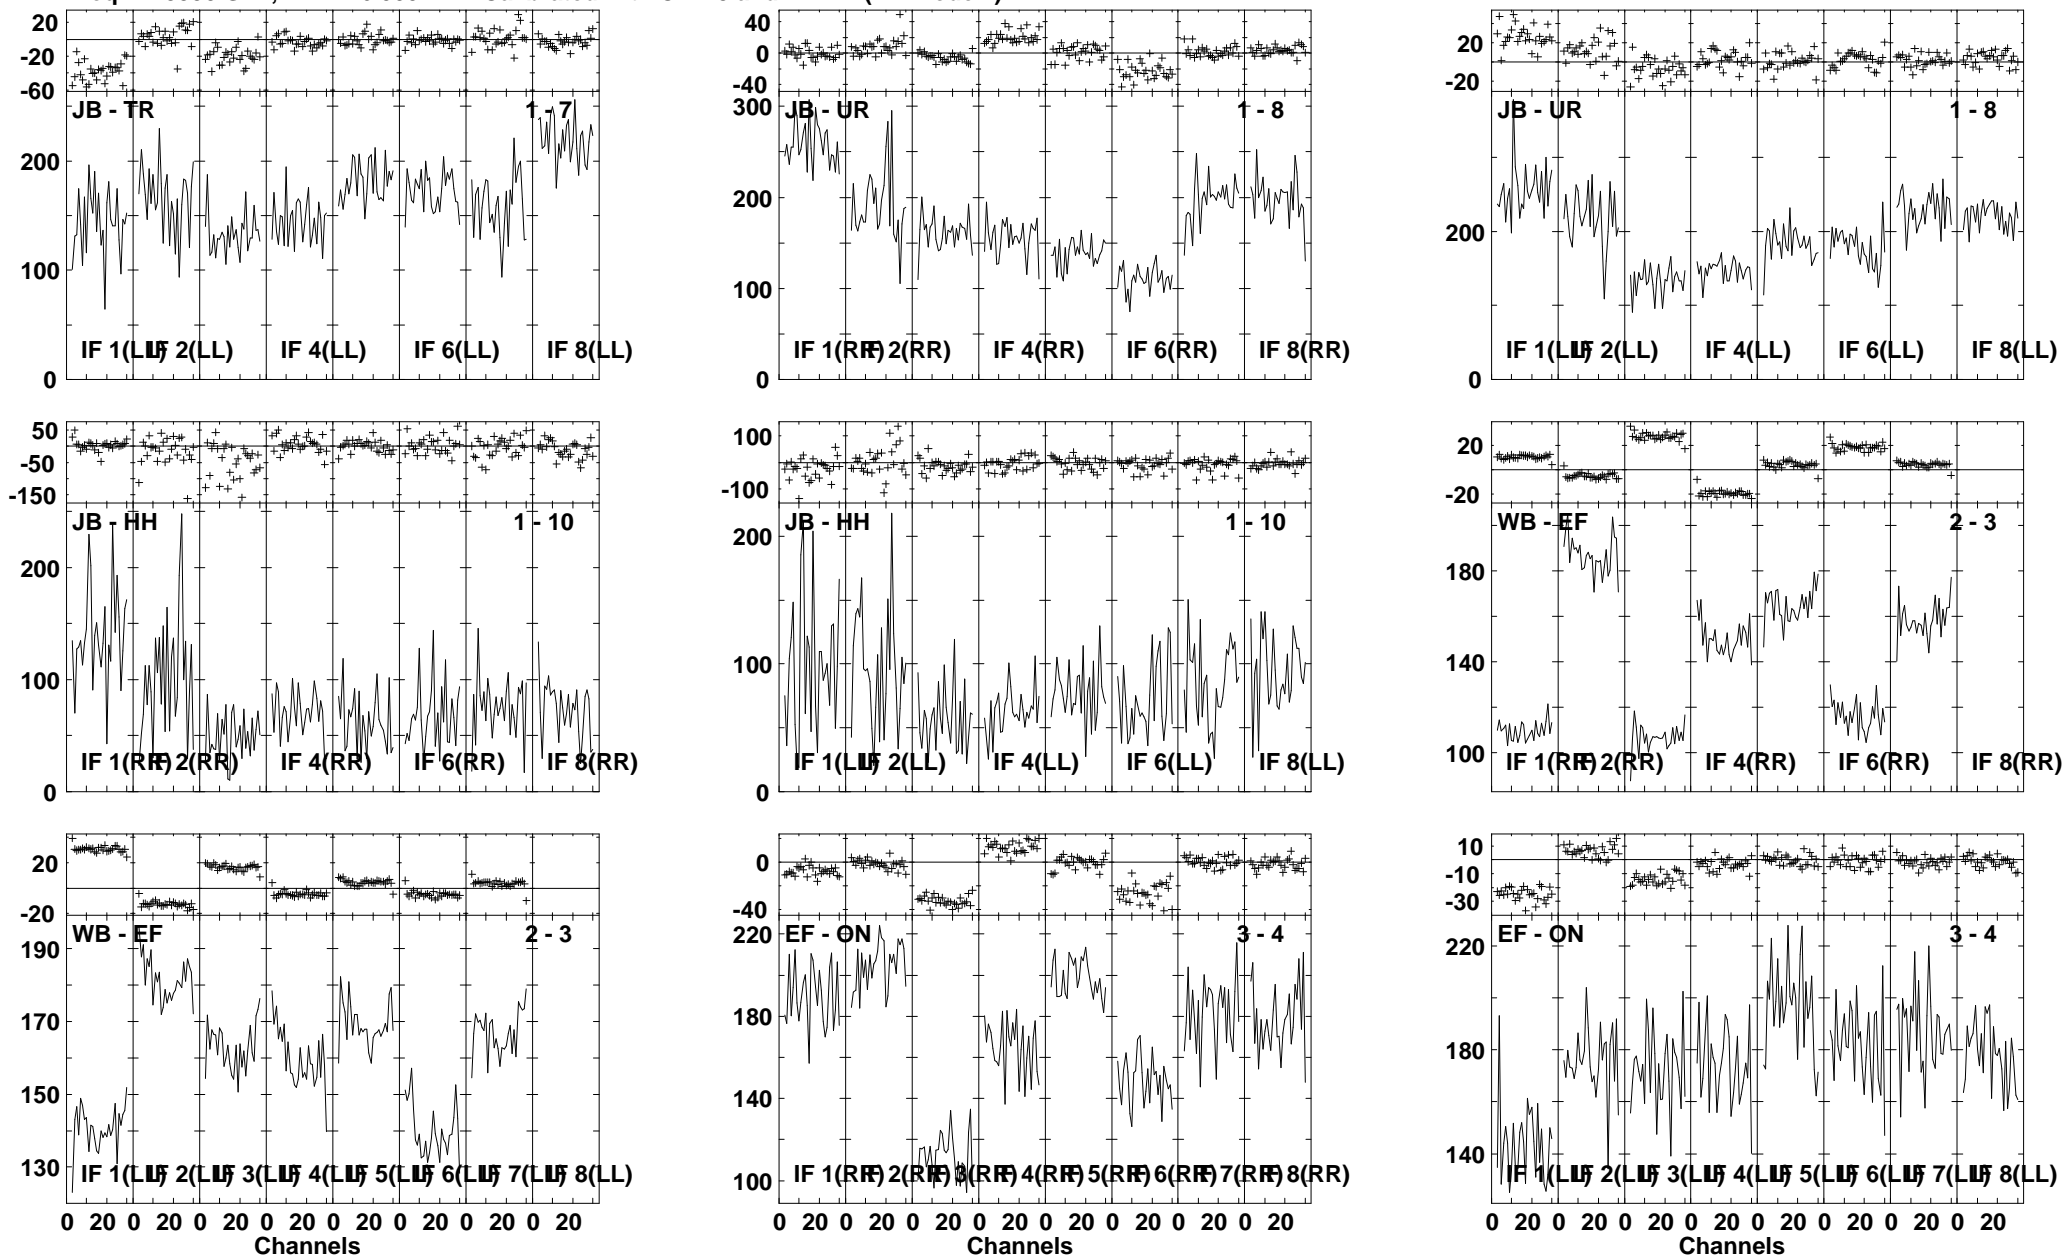 20 40
0 20 20
-20 0
-40 -20
-60
JB - TR 1 - 7 JB - UR 1 - 8 JB - UR 1 - 8
300
200 200 200
100 100
IF 1(LL) IF 2(LL) IF 4(LL) IF 6(LL) IF 8(LL) IF 1(RR) IF 2(RR) IF 4(RR) IF 6(RR) IF 8(RR) IF 1(LL) IF 2(LL) IF 4(LL) IF 6(LL) IF 8(LL)
0 0 0
50 100 20
-50
-150 -100 -20
JB - HH 1 - 10 JB - HH 1 - 10 WB - EF 2 - 3
200 200 180
100 100 140
100
IF 1(RR) IF 2(RR) IF 4(RR) IF 6(RR) IF 8(RR) IF 1(LL) IF 2(LL) IF 4(LL) IF 6(LL) IF 8(LL) IF 1(RR) IF 2(RR) IF 4(RR) IF 6(RR) IF 8(RR)
0 0
20 0 10
-10
-20 -40 -30
WB - EF 2 - 3 EF - ON 3 - 4 EF - ON 3 - 4
190 220 220
170 180 180
150 140
130 100 140
IF 1(LL) IF 2(LL) IF 3(LL) IF 4(LL) IF 5(LL) IF 6(LL) IF 7(LL) IF 8(LL) IF 1(RR) IF 2(RR) IF 3(RR) IF 4(RR) IF 5(RR) IF 6(RR) IF 7(RR) IF 8(RR) IF 1(LL) IF 2(LL) IF 3(LL) IF 4(LL) IF 5(LL) IF 6(LL) IF 7(LL) IF 8(LL)
0 20 0 20 0 20 0 20 0 20 0 20 0 20 0 20 0 20 0 20 0 20 0 20 0 20 0 20 0 20 0 20 0 20 0 20 0 20 0 20 0 20 0 20 0 20 0 20
Channels Channels Channels